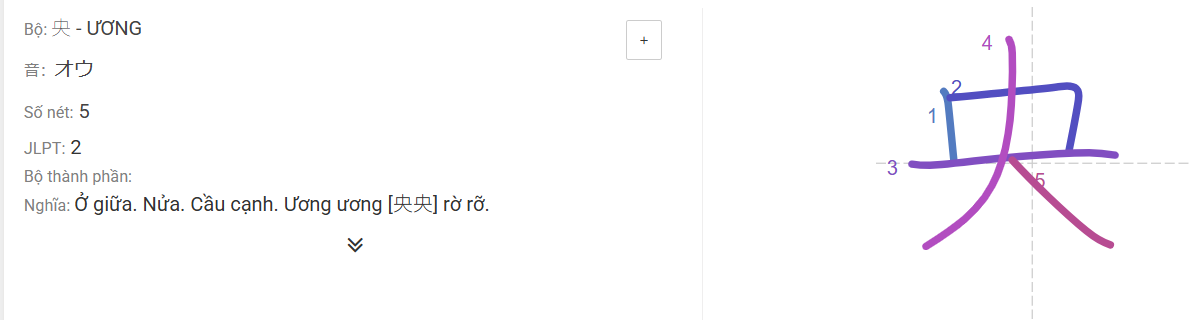 Bộ: 央 - ƯƠNG
+
音: オウ
Số nét: 5
JLPT: 2
Bộ thành phần:
Nghĩa: Ở giữa. Nửa. Cầu cạnh. Ương ương [央央] rờ rỡ.
央
4
2
1
3
5